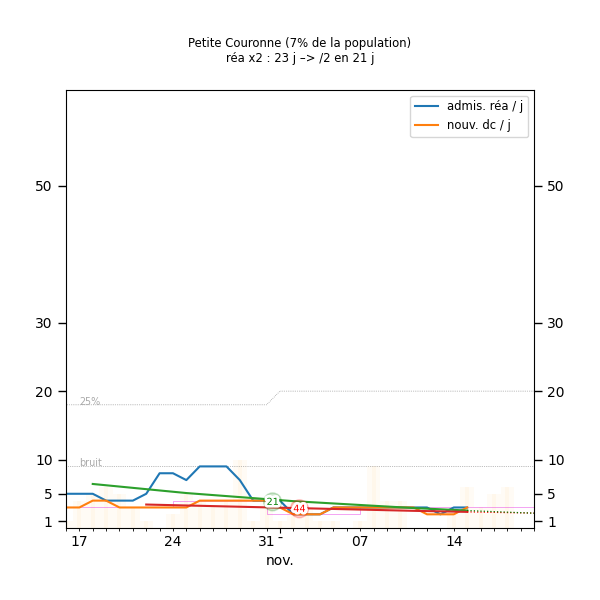 Petite Couronne (7% de la population)
réa x2 : 23 j –> /2 en 21 j
admis. réa / j
nouv. dc / j
50 50
30 30
20 20
25%
10 10
bruit
5 5
21
44
1 1
17 24 31 - 07 14
nov.